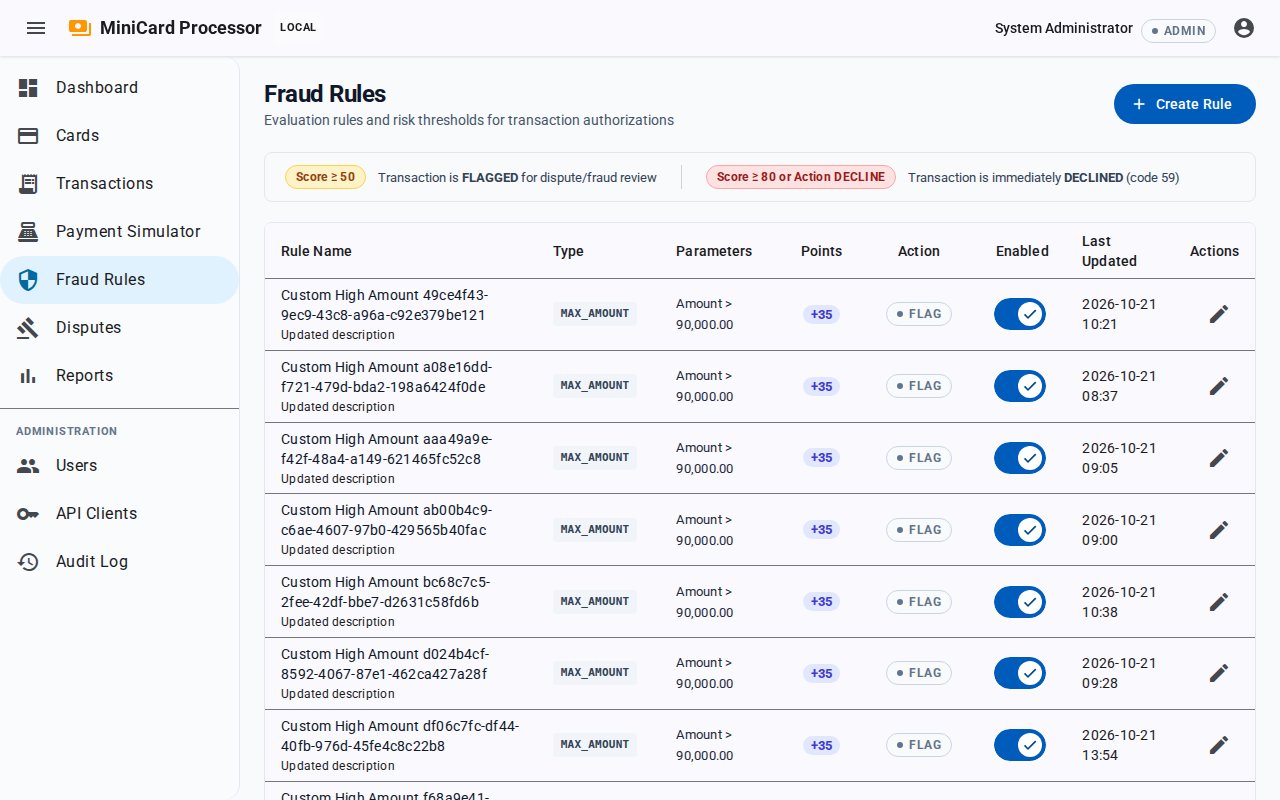 MiniCard Processor LOCAL System Administrator ADMIN
Dashboard
Cards
Transactions
Payment Simulator
Fraud Rules
Disputes
Reports
ADMINISTRATION
Users
API Clients
Audit Log
Fraud Rules
Evaluation rules and risk thresholds for transaction authorizations
+ Create Rule
Score ≥ 50 Transaction is FLAGGED for dispute/fraud review Score ≥ 80 or Action DECLINE Transaction is immediately DECLINED (code 59)
Rule Name Type Parameters Points Action Enabled Last Updated Actions
Custom High Amount 49ce4f43-
9ec9-43c8-a96a-c92e379be121
Updated description
MAX_AMOUNT
Amount >
90,000.00
+35
FLAG
2026-10-21
10:21
Custom High Amount a08e16dd-
f721-479d-bda2-198a6424f0de
Updated description
MAX_AMOUNT
Amount >
90,000.00
+35
FLAG
2026-10-21
08:37
Custom High Amount aaa49a9e-
f42f-48a4-a149-621465fc52c8
Updated description
MAX_AMOUNT
Amount >
90,000.00
+35
FLAG
2026-10-21
09:05
Custom High Amount ab00b4c9-
c6ae-4607-97b0-429565b40fac
Updated description
MAX_AMOUNT
Amount >
90,000.00
+35
FLAG
2026-10-21
09:00
Custom High Amount bc68c7c5-
2fee-42df-bbe7-d2631c58fd6b
Updated description
MAX_AMOUNT
Amount >
90,000.00
+35
FLAG
2026-10-21
10:38
Custom High Amount d024b4cf-
8592-4067-87e1-462ca427a28f
Updated description
MAX_AMOUNT
Amount >
90,000.00
+35
FLAG
2026-10-21
09:28
Custom High Amount df06c7fc-df44-
40fb-976d-45fe4c8c22b8
Updated description
MAX_AMOUNT
Amount >
90,000.00
+35
FLAG
2026-10-21
13:54
Custom High Amount f68a9e41-